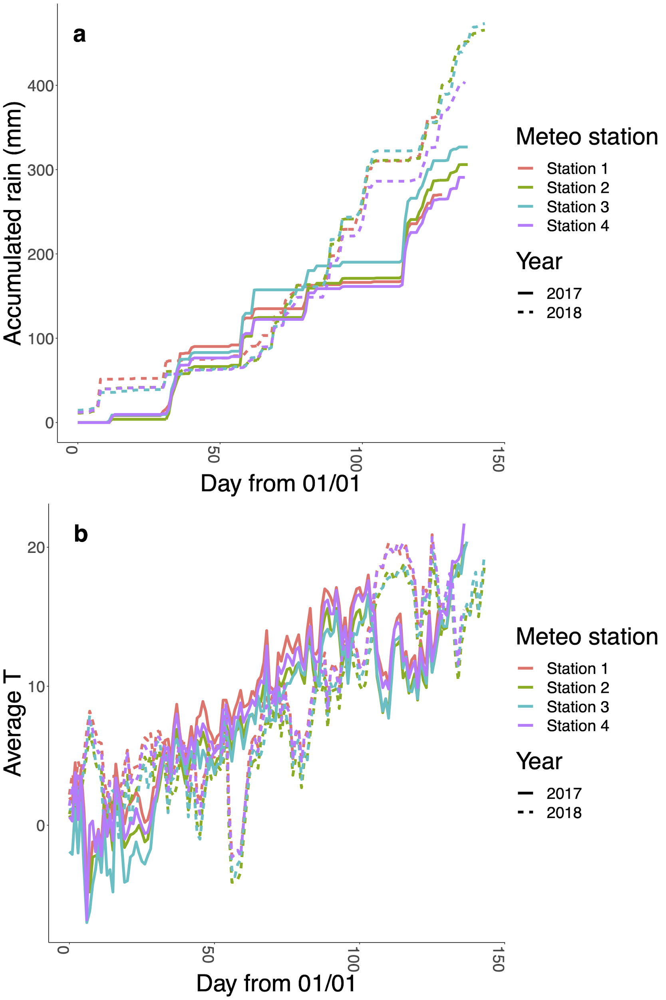 a
400
300
200
100
0
Accumulated rain (mm)
0
50
100
150
Day from 01/01
Meteo station
Station 1
Station 2
Station 3
Station 4
Year
2017
2018
b
20
10
0
Average T
0
50
100
150
Day from 01/01
Meteo station
Station 1
Station 2
Station 3
Station 4
Year
2017
2018